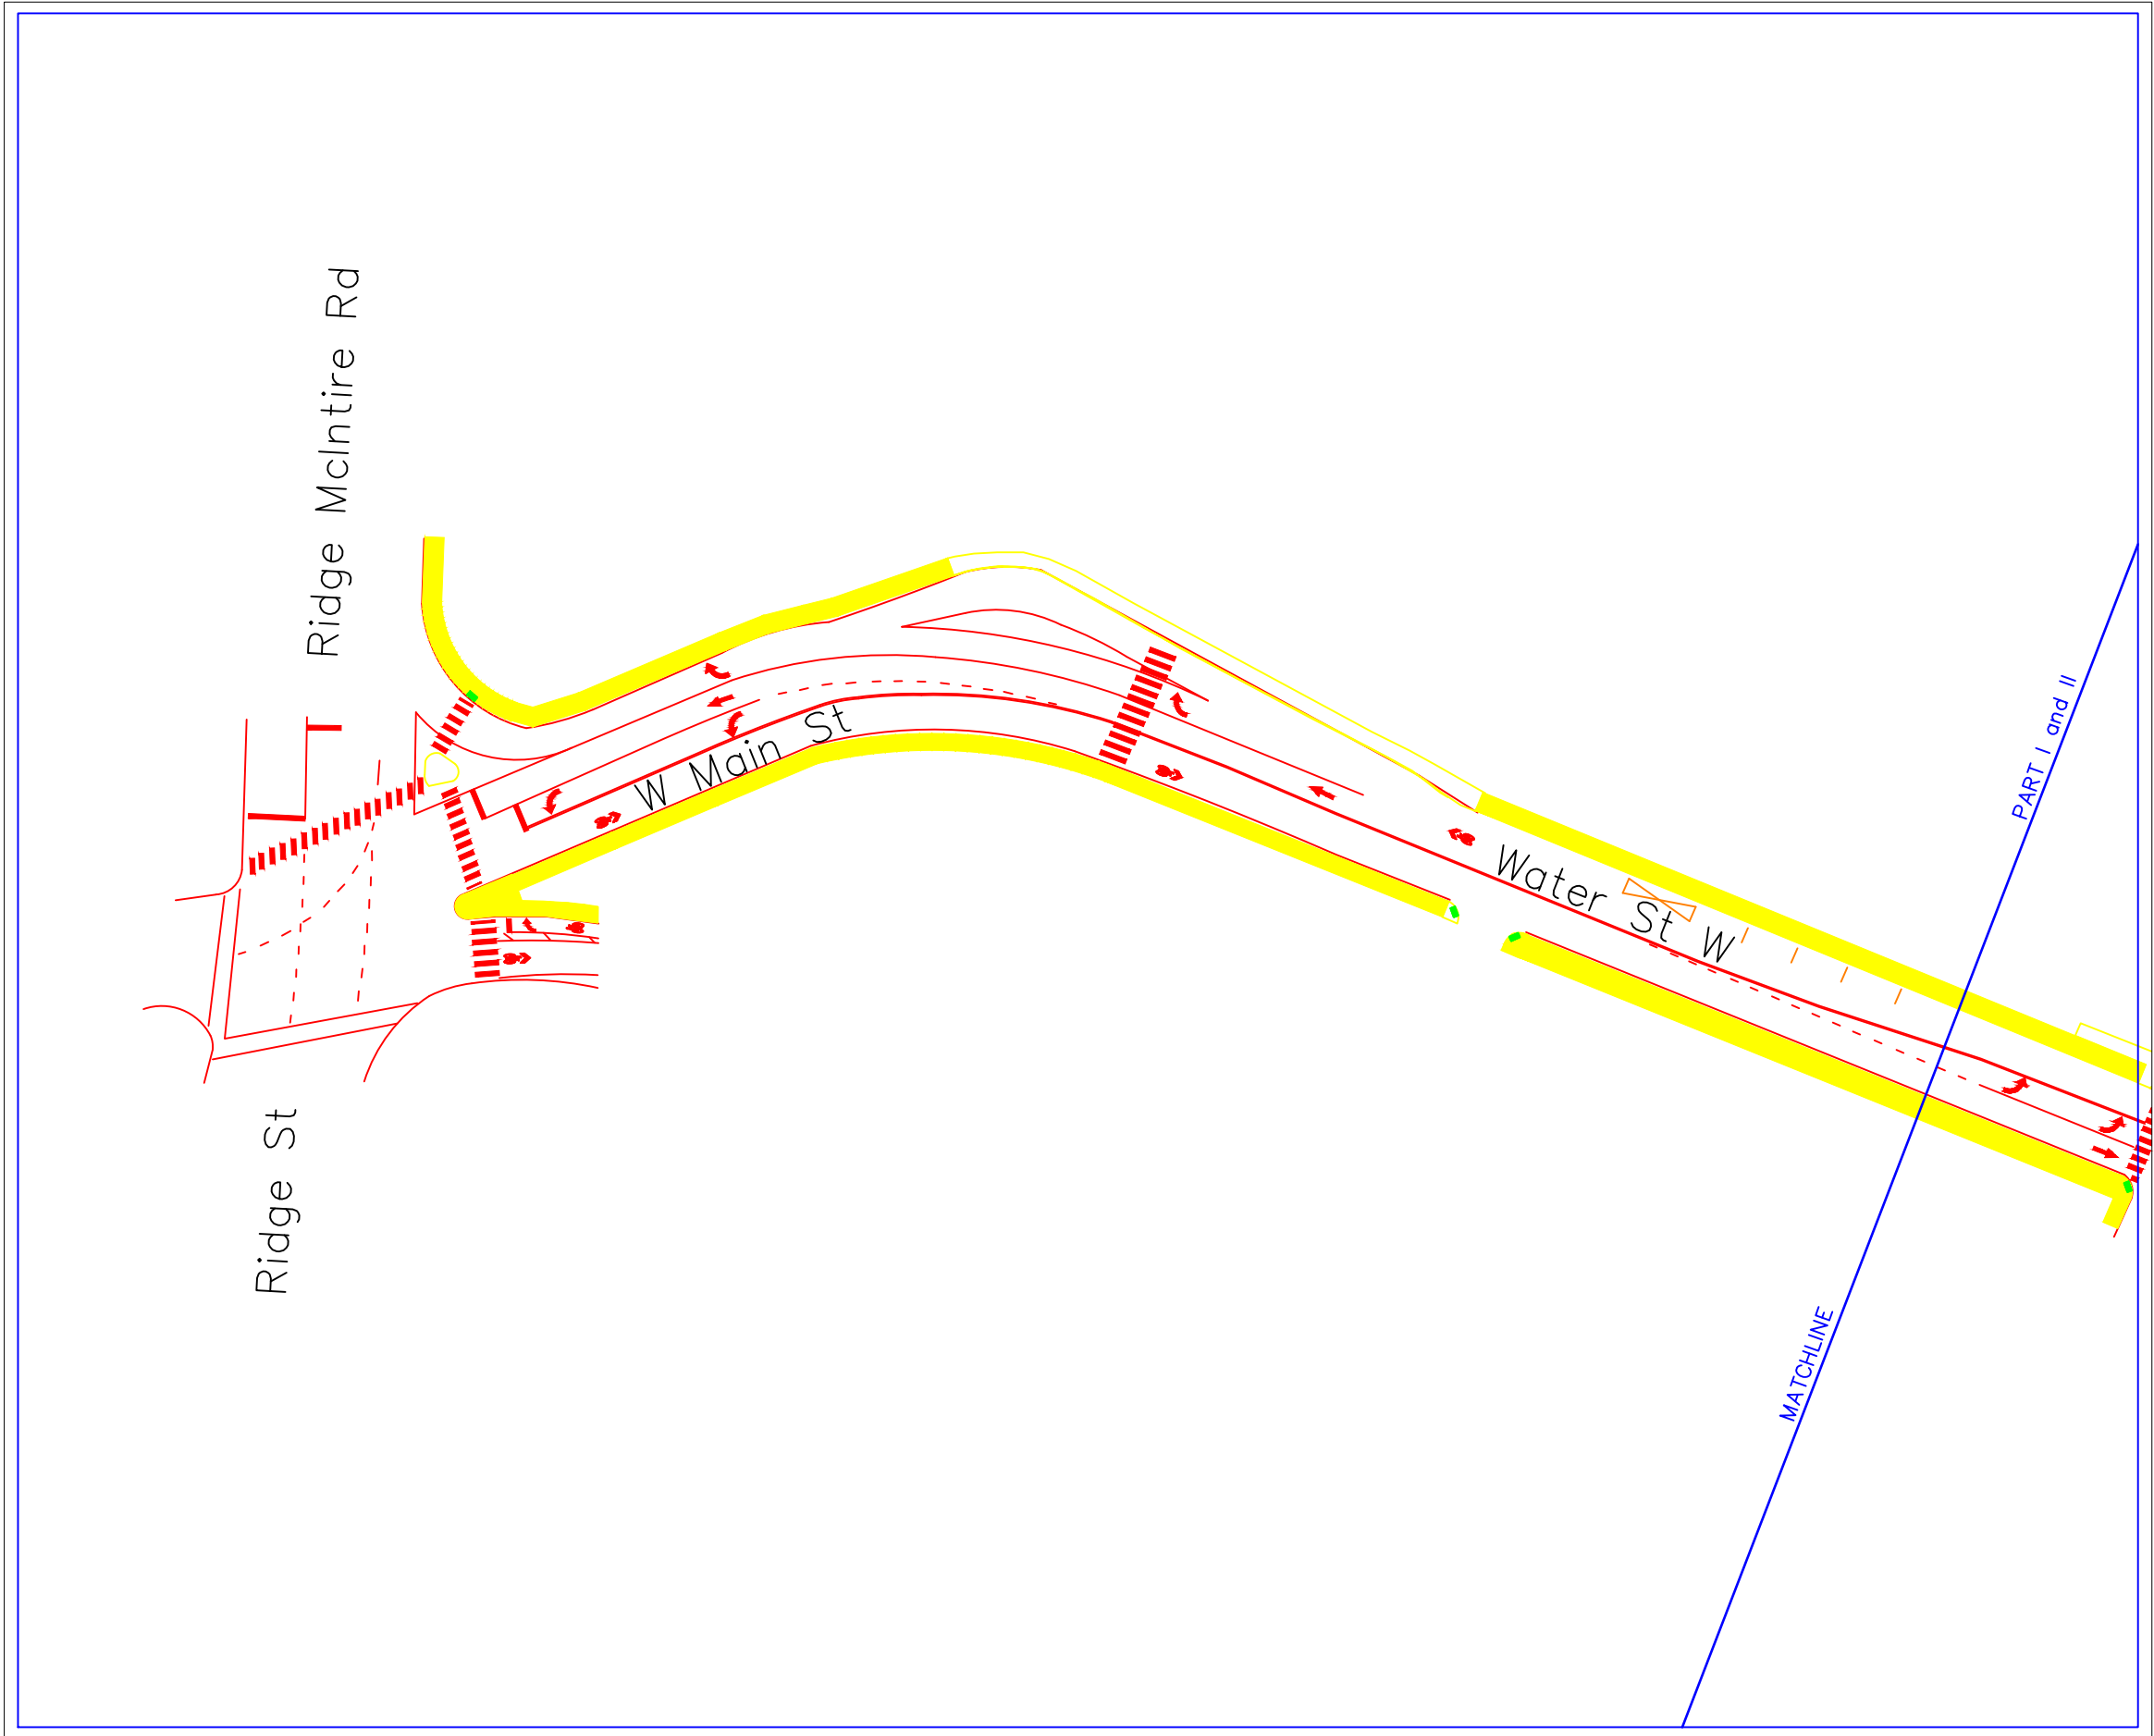 Ridge McIntire Rd
W Main St
Water St W
Ridge St
PART I and II
MATCHLINE